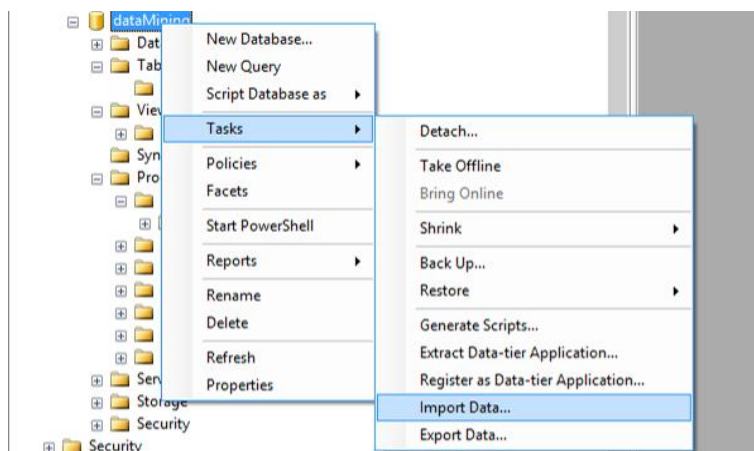 dataMining
New Database...
New Query
Script Database as
Tasks
Policies
Facets
Start PowerShell
Reports
Rename
Delete
Refresh
Properties
Detach...
Take Offline
Bring Online
Shrink
Back Up...
Restore
Generate Scripts...
Extract Data-tier Application...
Register as Data-tier Application...
Import Data...
Export Data...
Dat
Tab
Viev
Syn
Pro
Serv
Storage
Security
Security